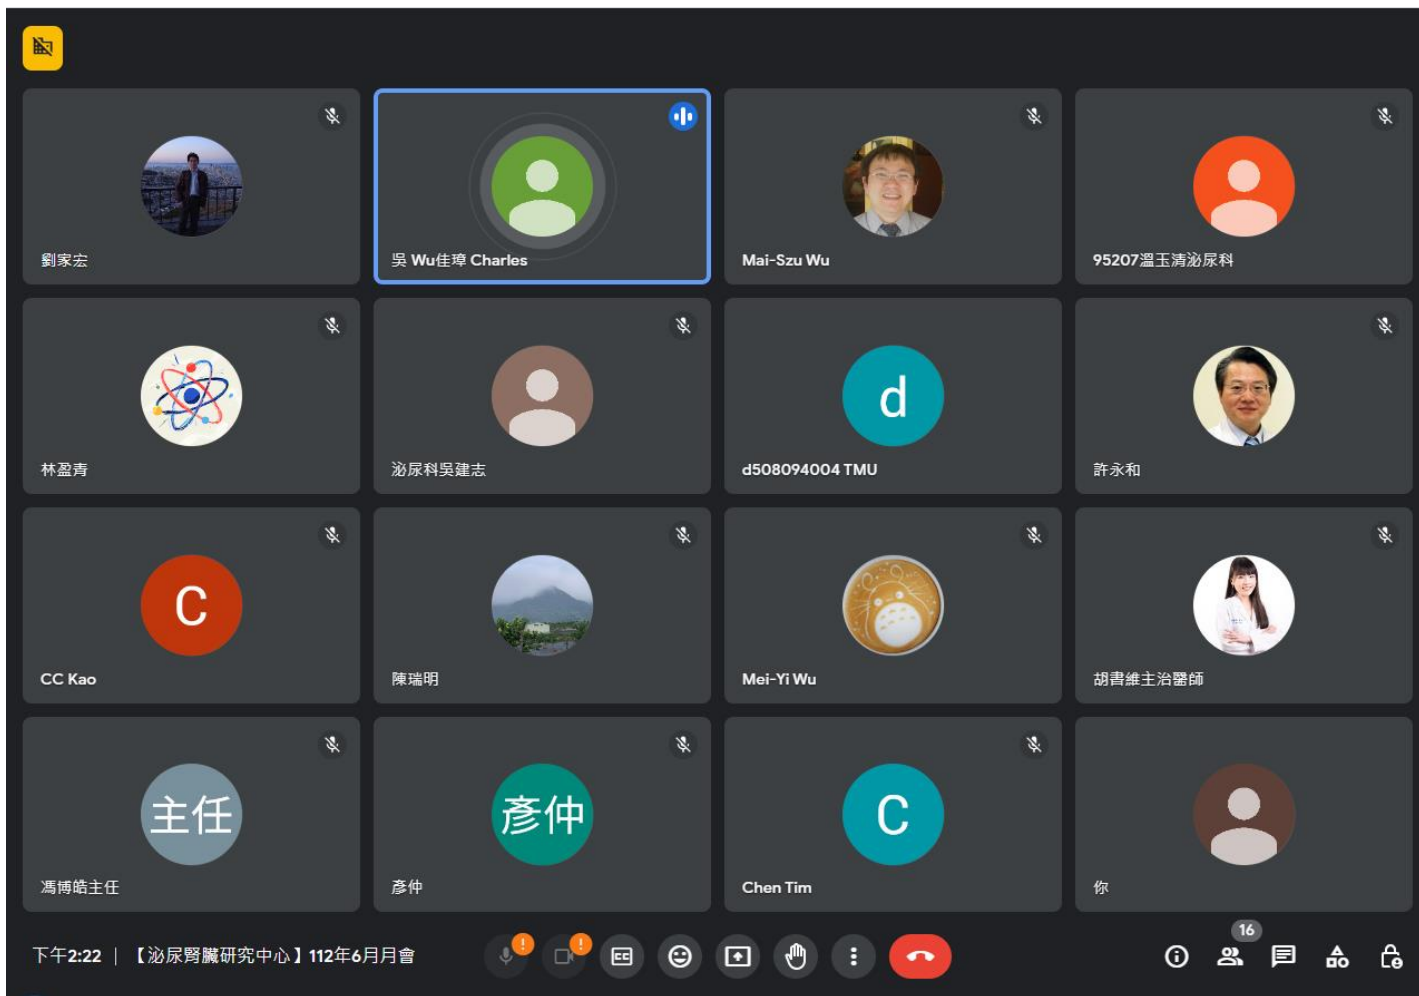 劉家宏
吳 Wu佳璋 Charles
Mai-Szu Wu
95207溫玉清泌尿科
林盈青
泌尿科吳建志
d
d508094004 TMU
許永和
C
CC Kao
陳瑞明
Mei-Yi Wu
胡書維主治醫師
主任
馮博皓主任
彥仲
彥仲
C
Chen Tim
你
下午2:22 | 【泌尿腎臟研究中心】112年6月月會
16